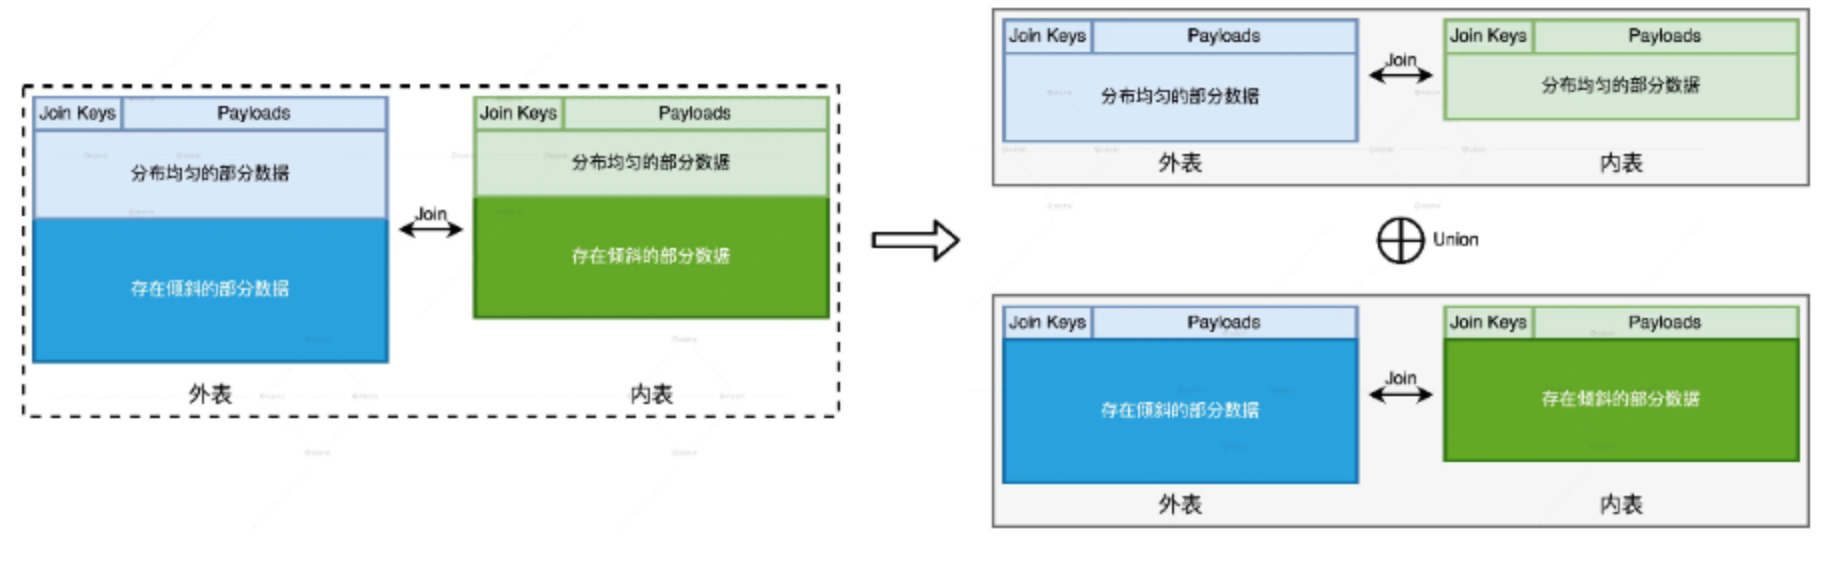 Join Keys
Payloads
分布均匀的部分数据
存在倾斜的部分数据
外表
Join
Join Keys
Payloads
分布均匀的部分数据
存在倾斜的部分数据
内表
Join Keys
Payloads
分布均匀的部分数据
外表
Join
Join Keys
Payloads
分布均匀的部分数据
内表
Union
Join Keys
Payloads
存在倾斜的部分数据
外表
Join
Join Keys
Payloads
存在倾斜的部分数据
内表